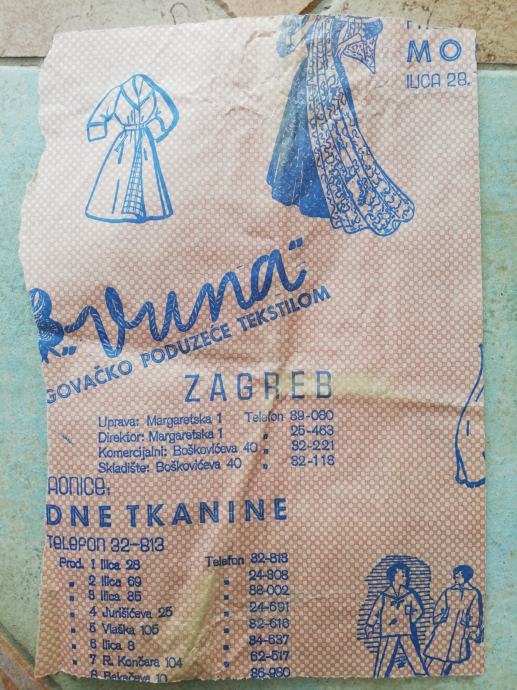 MO
ILICA 28.
„Vuna“
GOVAČKO PODUZEĆE TEKSTILOM
ZAGREB
Uprava: Margaretska 1 Telefon 39-080
Direktor: Margaretska 1 „ 25-463
Komercijalni: Boškovićeva 40 „ 32-221
Skladište: Boškovićeva 40 „ 32-118
AONICE:
DNE TKANINE
TELEFON 32-813
Prod. 1 Ilica 28 Telefon 32-813
„ 2 Ilica 69 „ 24-308
„ 3 Ilica 85 „ 38-002
„ 4 Jurišićeva 25 „ 24-591
„ 5 Vlaška 105 „ 32-616
„ 6 Ilica 8 „ 34-637
„ 7 R. Končara 104 „ 62-517
„ 8 Bakačeva 10 „ 36-930